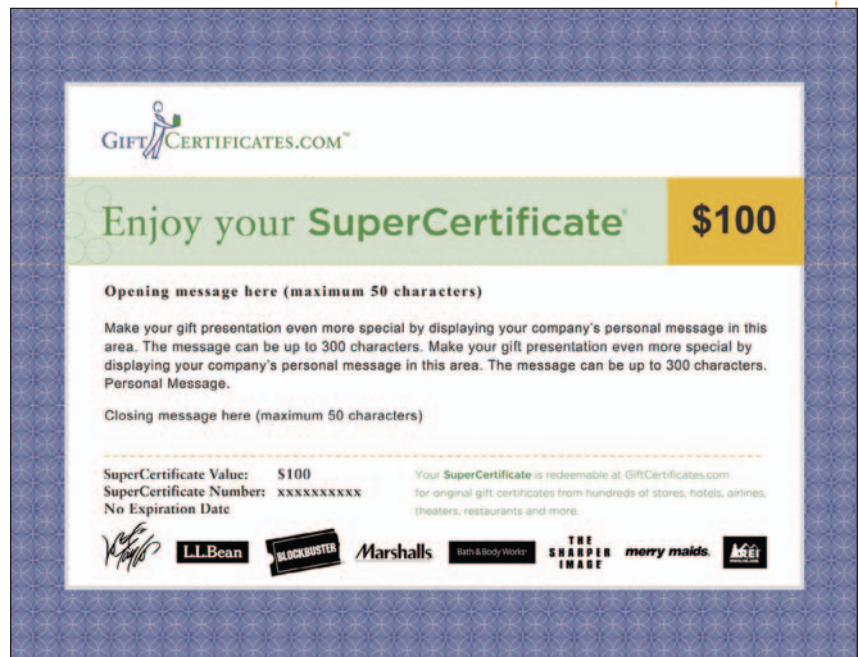 GIFTCERTIFICATES.COM™
Enjoy your SuperCertificate® $100
Opening message here (maximum 50 characters)
Make your gift presentation even more special by displaying your company's personal message in this
area. The message can be up to 300 characters. Make your gift presentation even more special by
displaying your company's personal message in this area. The message can be up to 300 characters.
Personal Message.
Closing message here (maximum 50 characters)
SuperCertificate Value: $100
SuperCertificate Number: xxxxxxxxxx
No Expiration Date
Your SuperCertificate is redeemable at GiftCertificates.com
for original gift certificates from hundreds of stores, hotels, airlines,
theaters, restaurants and more.
Lord & Taylor
L.L.Bean
BLOCKBUSTER
Marshalls
Bath & Body Works
THE
SHARPER
IMAGE
merry maids.
REI
www.rei.com